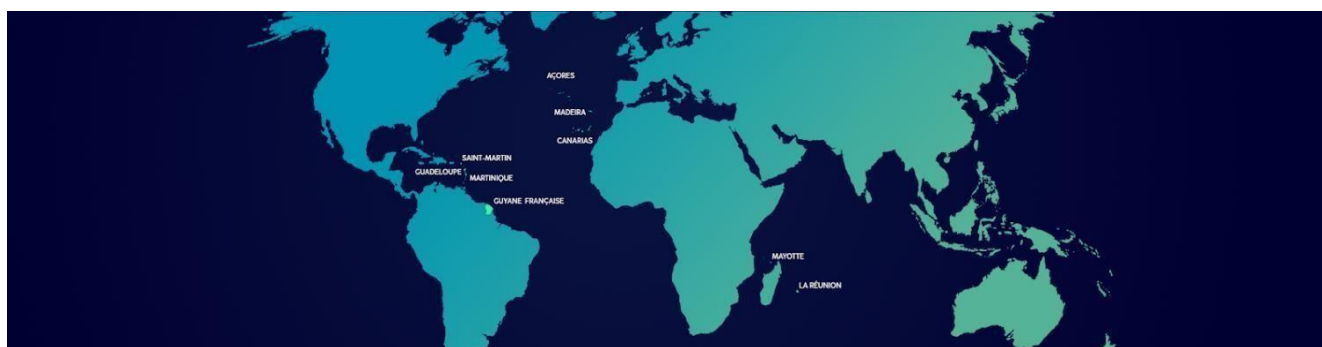 AÇORES
MADEIRA
CANARIAS
SAINT-MARTIN
GUADELOUPE
MARTINIQUE
GUYANE FRANÇAISE
MAYOTTE
LA RÉUNION